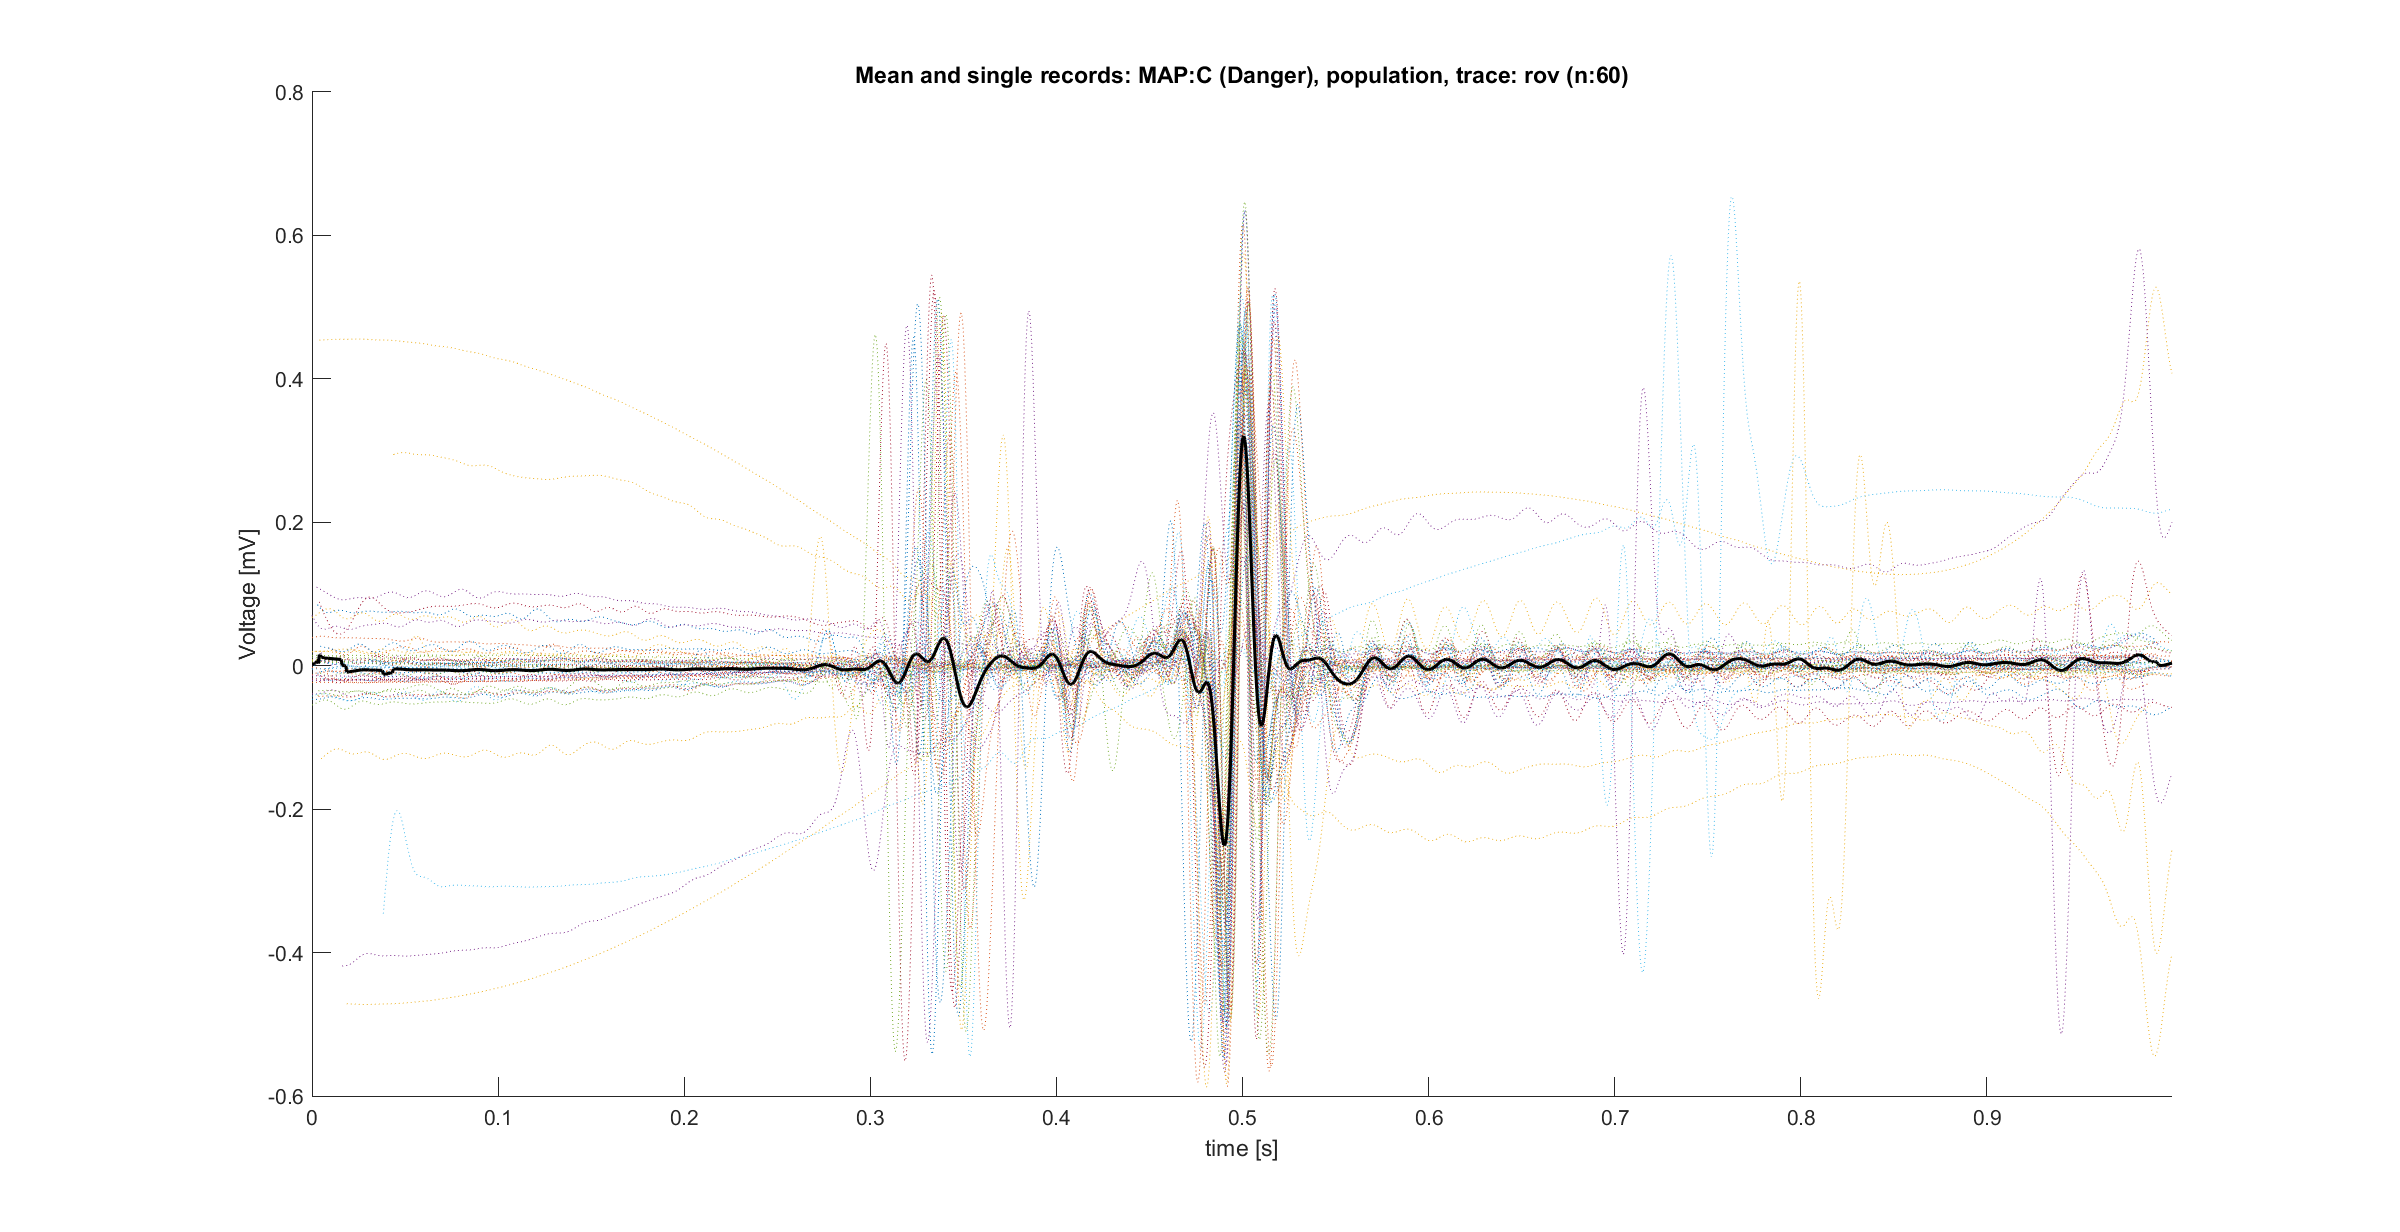 Mean and single records: MAP:C (Danger), population, trace: rov (n:60)
0.8
0.6
0.4
0.2
0
-0.2
-0.4
-0.6
Voltage [mV]
0 0.1 0.2 0.3 0.4 0.5 0.6 0.7 0.8 0.9
time [s]